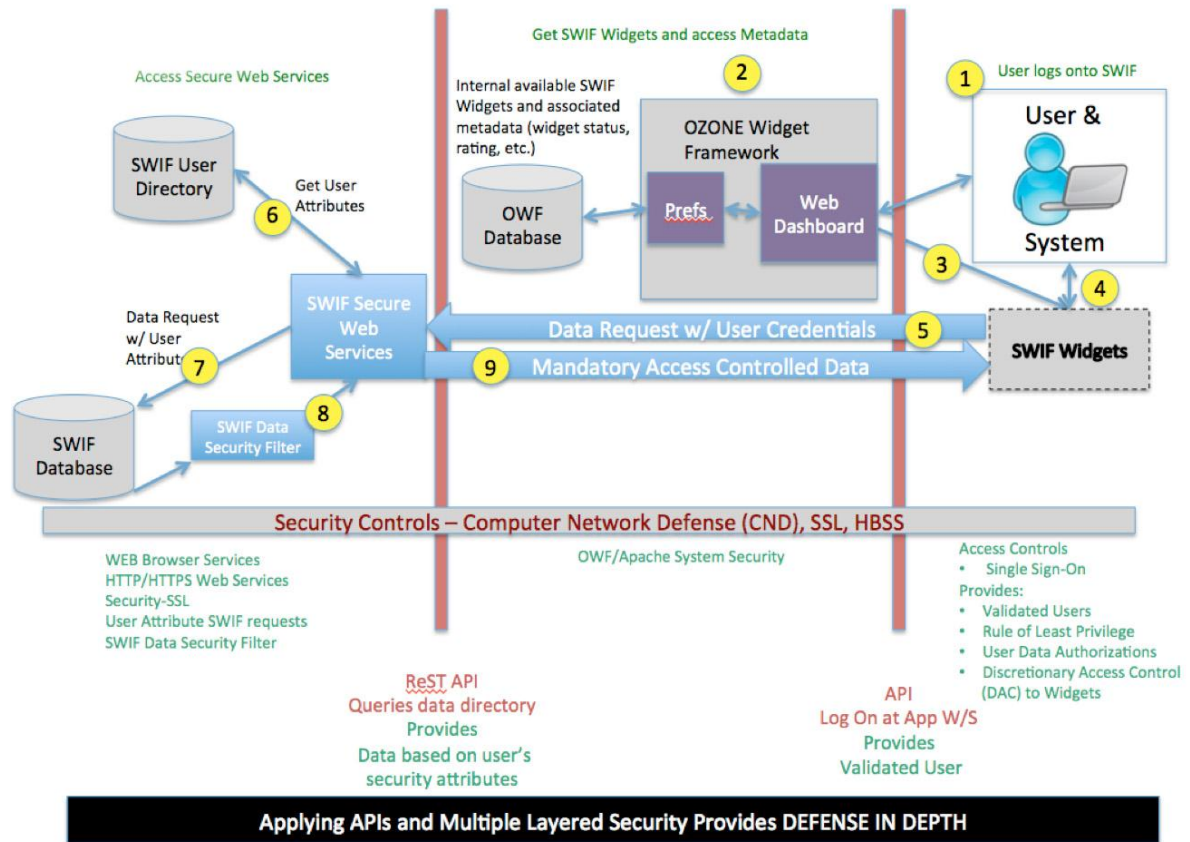 Get SWIF Widgets and access Metadata
Access Secure Web Services
1
User logs onto SWIF
2
Internal available SWIF
Widgets and associated
metadata (widget status,
rating, etc.)
OZONE Widget
Framework
User &
System
SWIF User
Directory
Get User
Attributes
6
OWF
Database
Prefs
Web
Dashboard
3
4
SWIF Secure
Web
Services
Data Request w/ User Credentials
5
SWIF Widgets
9
Mandatory Access Controlled Data
Data Request
w/ User
Attribut
7
8
SWIF Data
Security Filter
SWIF
Database
Security Controls – Computer Network Defense (CND), SSL, HBSS
WEB Browser Services
HTTP/HTTPS Web Services
Security-SSL
User Attribute SWIF requests
SWIF Data Security Filter
OWF/Apache System Security
Access Controls
• Single Sign-On
Provides:
• Validated Users
• Rule of Least Privilege
• User Data Authorizations
• Discretionary Access Control
(DAC) to Widgets
ReST API
Queries data directory
Provides
Data based on user's
security attributes
API
Log On at App W/S
Provides
Validated User
Applying APIs and Multiple Layered Security Provides DEFENSE IN DEPTH